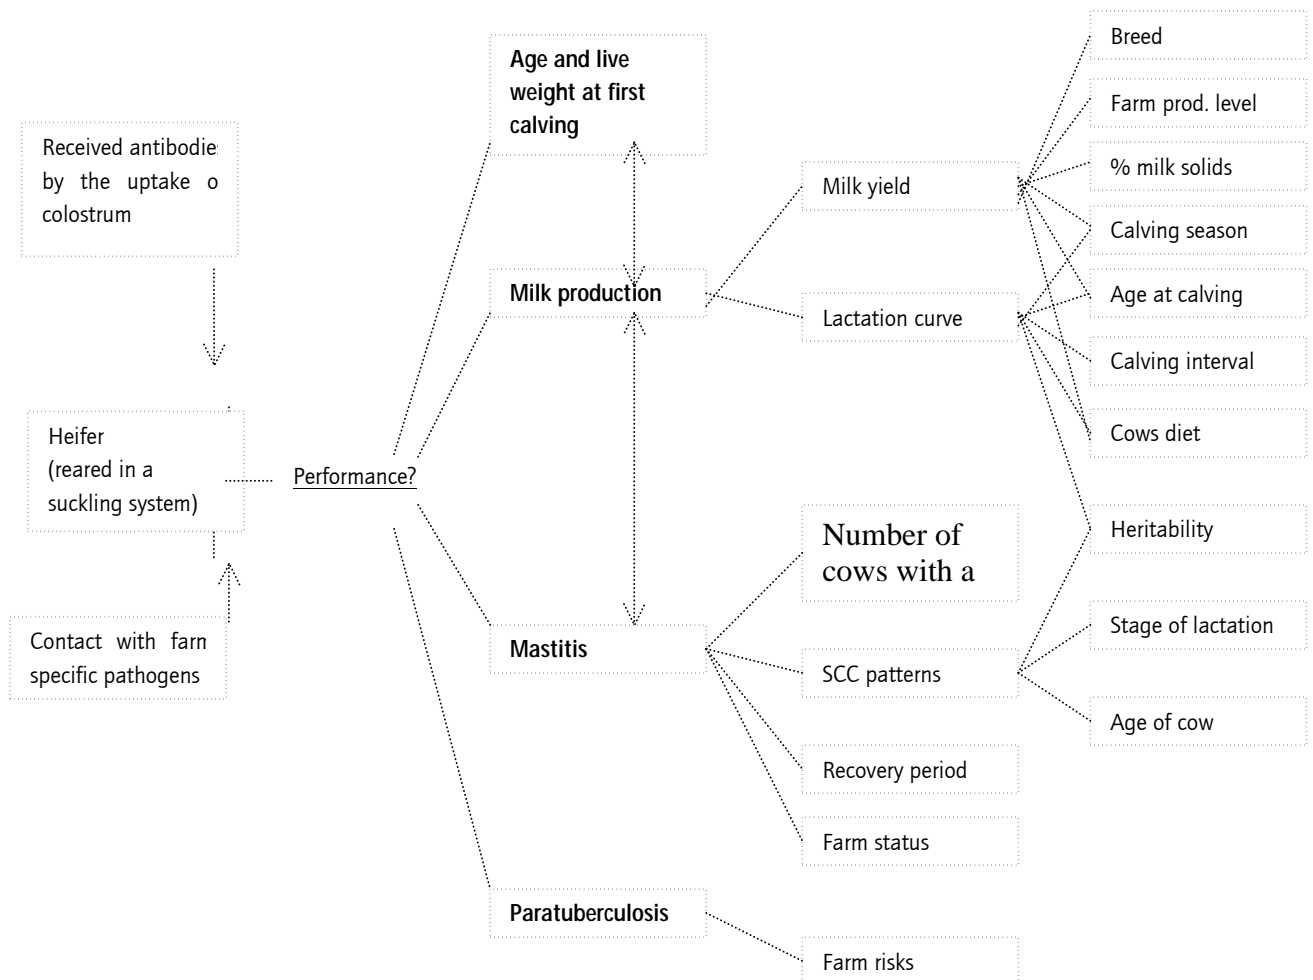 Received antibodie
by the uptake o
colostrum
Heifer
(reared in a
suckling system)
Contact with farm
specific pathogens
Performance?
Age and live
weight at first
calving
Milk production
Mastitis
Paratuberculosis
Milk yield
Lactation curve
Number of
cows with a
SCC patterns
Recovery period
Farm status
Farm risks
Breed
Farm prod. level
% milk solids
Calving season
Age at calving
Calving interval
Cows diet
Heritability
Stage of lactation
Age of cow